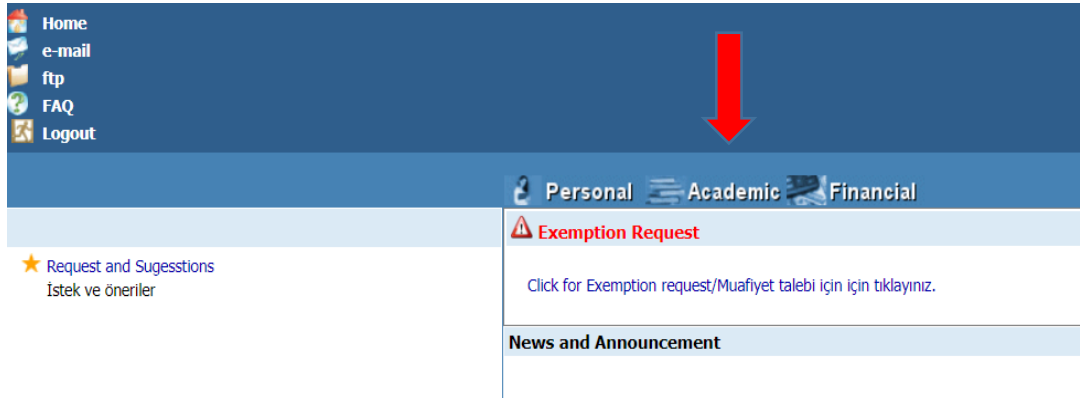 Home
e-mail
ftp
FAQ
Logout
Personal Academic Financial
Exemption Request
Request and Sugesstions
İstek ve öneriler
Click for Exemption request/Muafiyet talebi için için tıklayınız.
News and Announcement